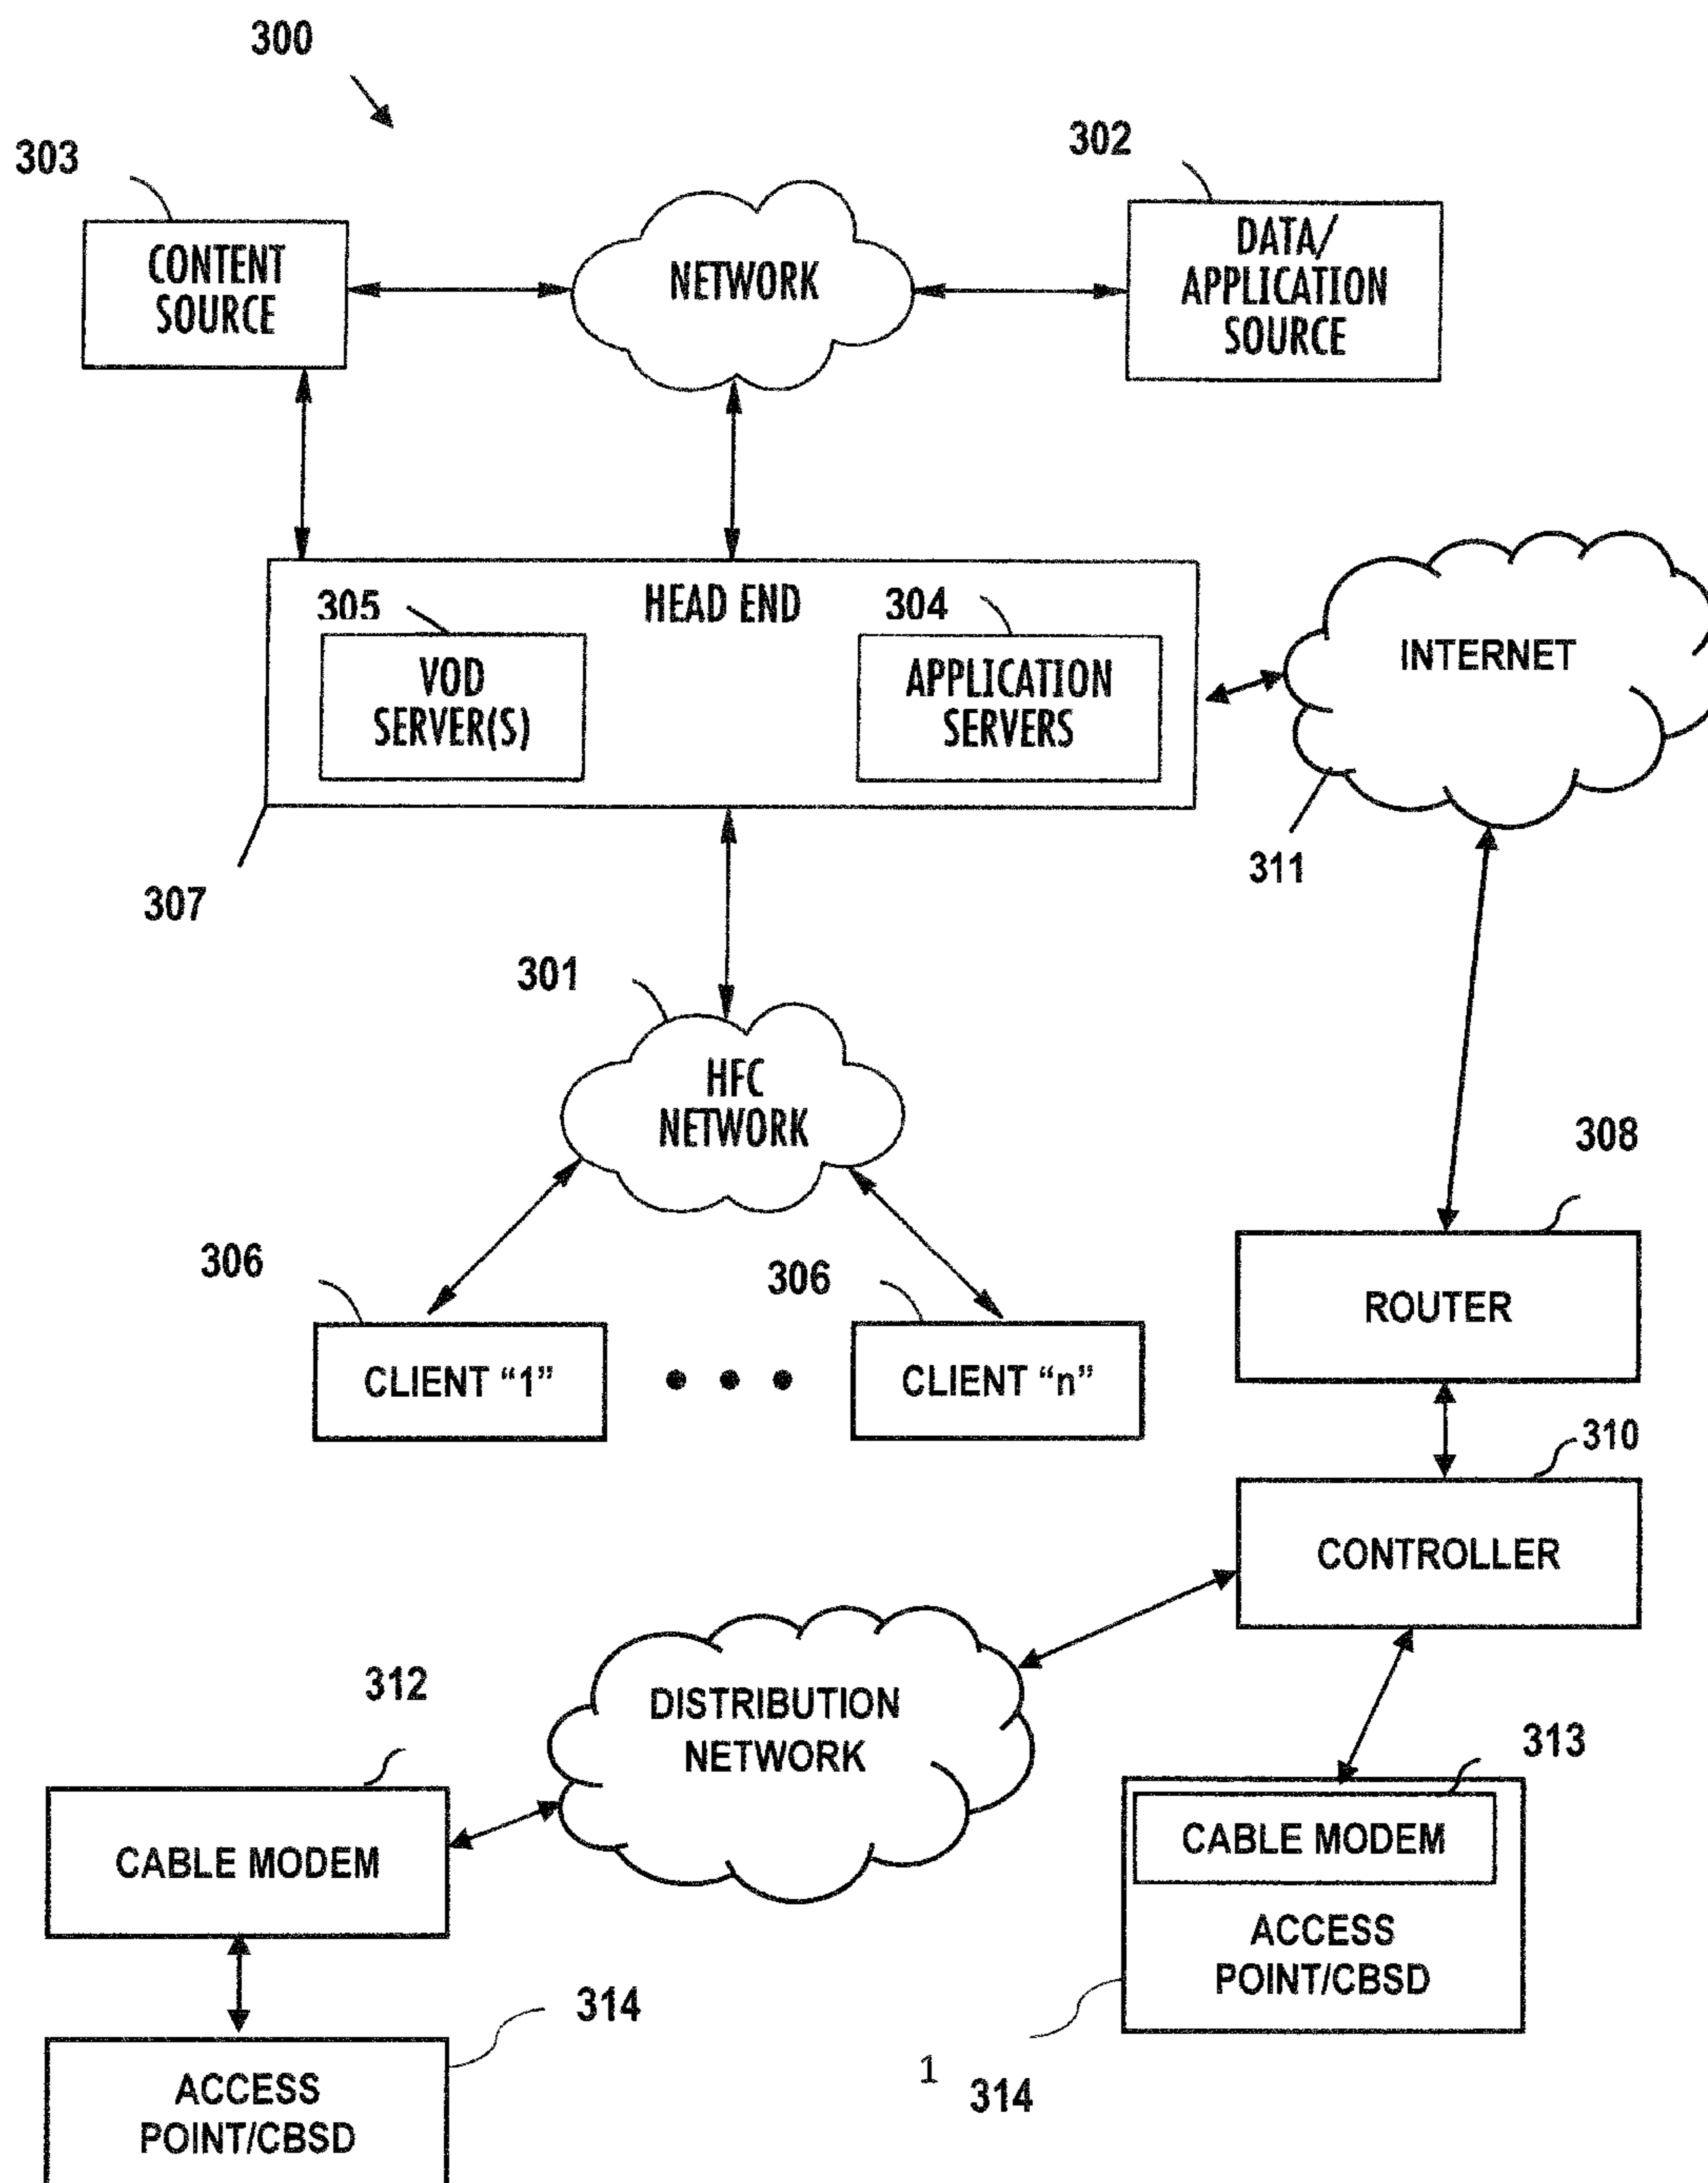 300
303
302
CONTENT
SOURCE
NETWORK
DATA/
APPLICATION
SOURCE
HEAD END
305
304
VOD
SERVER(S)
APPLICATION
SERVERS
INTERNET
311
307
301
HFC
NETWORK
308
306
306
ROUTER
CLIENT “1”
CLIENT “n”
310
CONTROLLER
312
DISTRIBUTION
NETWORK
313
CABLE MODEM
CABLE MODEM
ACCESS
POINT/CBSD
314
1
314
ACCESS
POINT/CBSD